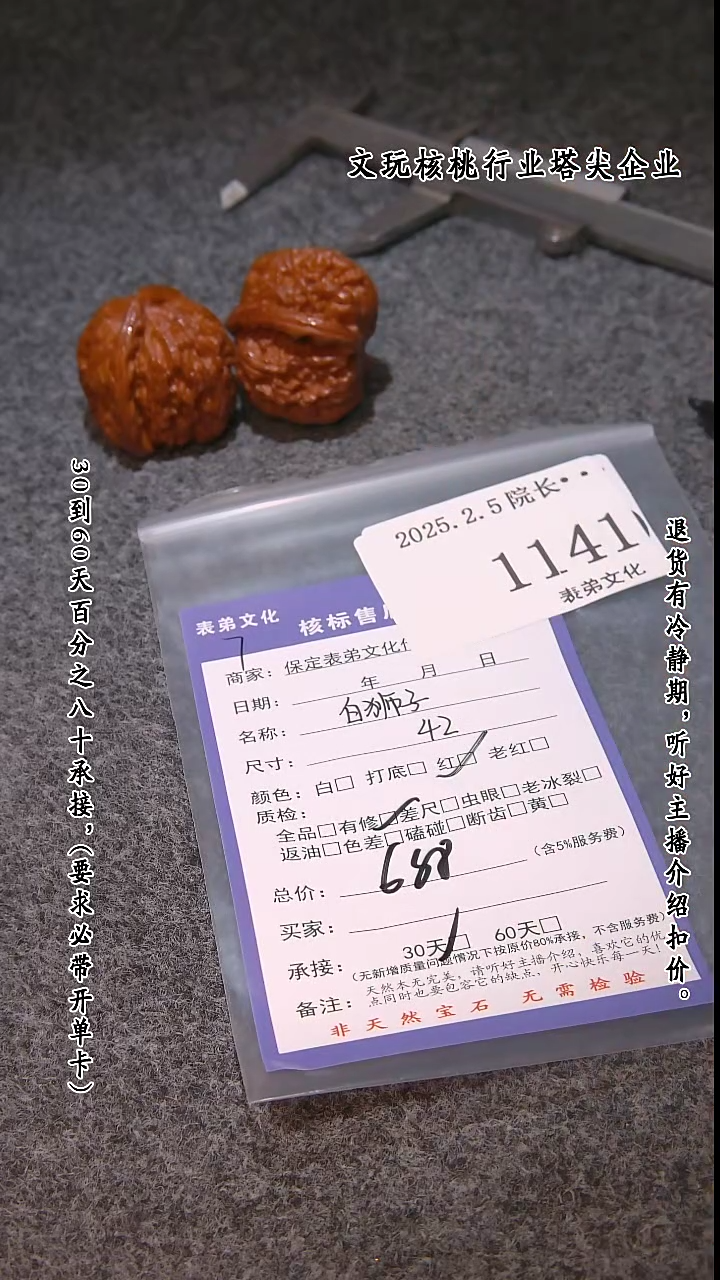 文玩核桃行业塔尖企业
30到60天百分之八十承接,(要求必带开单卡)
退货有冷静期,听好主播介绍扣价。
2025.2.5院长··
1141
表弟文化
表弟文化 核标售
7
商家:保定表弟文化
日期: 年 月 日
名称:白狮子
尺寸:42
颜色:白□ 打底□ 红□ 老红□
质检:
全品□有修□差尺□虫眼□老冰裂□
返油□色差□磕碰□断齿□黄□
总价:688(含5%服务费)
买家:
承接:30天□ 60天□
(无新增质量问题情况下按原价80%承接,不含服务费)
备注:天然本无完美,请听好主播介绍,喜欢它的优
点同时也要包容它的缺点,开心快乐每一天!
非天然宝石 无需检验